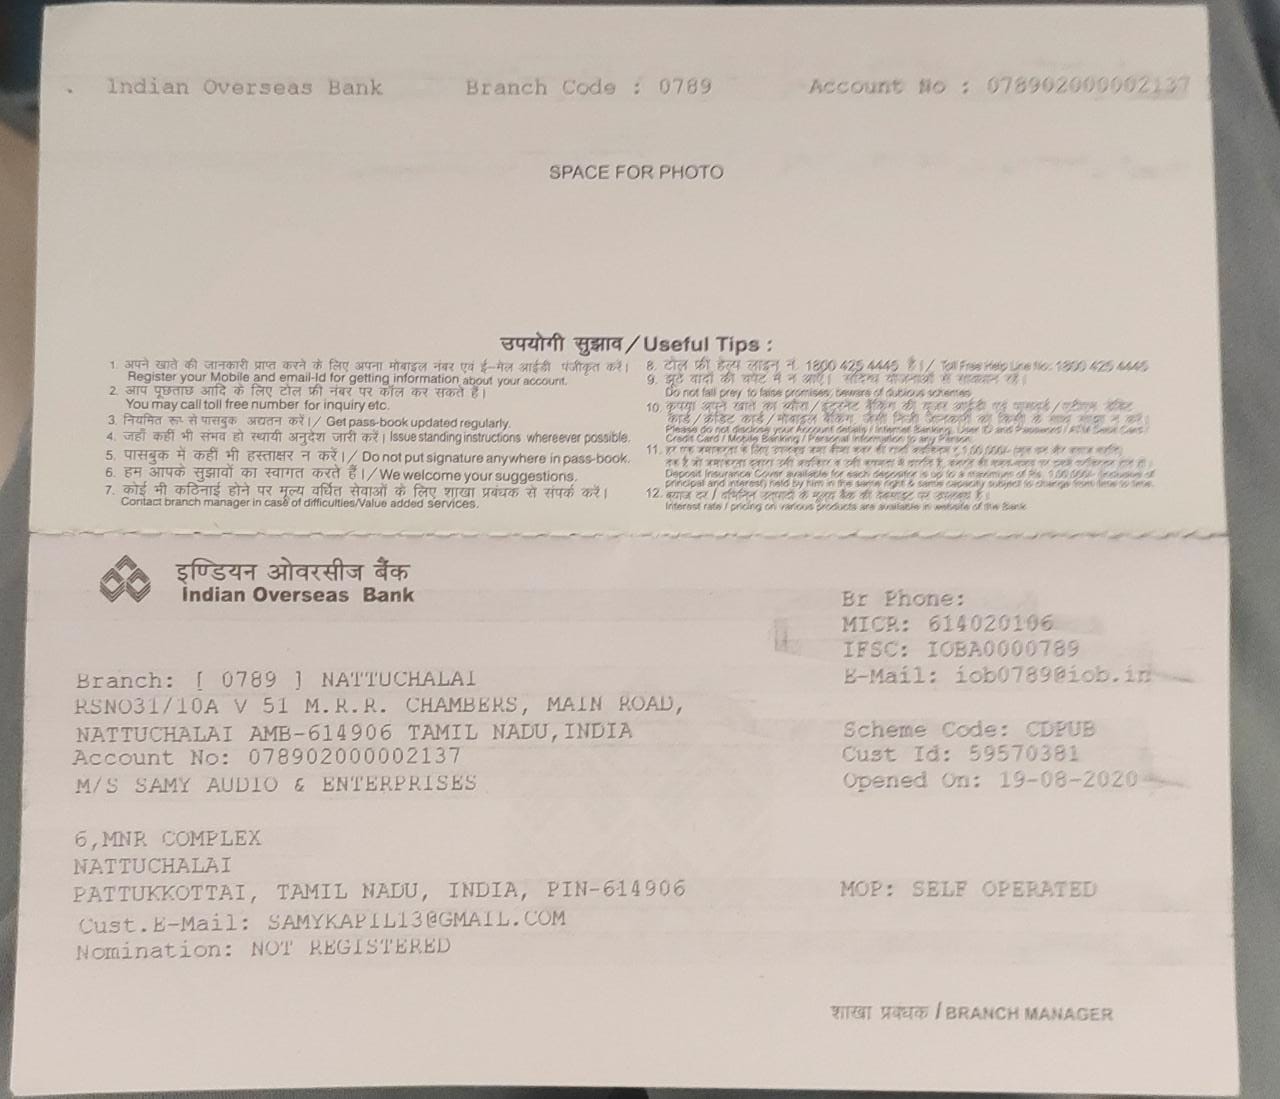 Indian Overseas Bank Branch Code : 0789 Account No : 078902000002137
SPACE FOR PHOTO
उपयोगी सुझाव / Useful Tips :
1. अपने खाते की जानकारी प्राप्त करने के लिए अपना मोबाइल नंबर एवं ई-मेल आईडी पंजीकृत करें।
Register your Mobile and email-Id for getting information about your account.
2. आप पूछताछ आदि के लिए टोल फ्री नंबर पर कॉल कर सकते हैं।
You may call toll free number for inquiry etc.
3. नियमित रूप से पासबुक अद्यतन करें। / Get pass-book updated regularly.
4. जहाँ कहीं भी संभव हो स्थायी अनुदेश जारी करें। Issue standing instructions whereever possible.
5. पासबुक में कहीं भी हस्ताक्षर न करें। / Do not put signature anywhere in pass-book.
6. हम आपके सुझावों का स्वागत करते हैं। / We welcome your suggestions.
7. कोई भी कठिनाई होने पर मूल्य वर्धित सेवाओं के लिए शाखा प्रबंधक से संपर्क करें।
Contact branch manager in case of difficulties/Value added services.
8. टोल फ्री हेल्प लाइन नं. 1800 425 4445 है। / Toll Free Help Line No: 1800 425 4445
9. झूठे वादों की चपेट में न आएं। संदिग्ध योजनाओं से सावधान रहें।
Do not fall prey to false promises; beware of dubious schemes
10. कृपया अपने खाते का ब्यौरा / इंटरनेट बैंकिंग की यूजर आईडी एवं पासवर्ड / एटीएम डेबिट
कार्ड / क्रेडिट कार्ड / मोबाइल बैंकिंग, जैसी निजी जानकारी को किसी के साथ साझा न करें।
Please do not disclose your Account details / Internet Banking, User ID and Password / ATM Debit Card /
Credit Card / Mobile Banking / Personal Information to any Person.
11.
Deposit Insurance Cover available for each depositor is up to a maximum of Rs. 1,00,000/- (inclusive of
principal and interest) held by him in the same right & same capacity subject to change from time to time.
12. ब्याज दर / विभिन्न उत्पादों के मूल्य बैंक की वेबसाइट पर उपलब्ध है।
Interest rate / pricing on various products are available in website of the Bank
इण्डियन ओवरसीज बैंक
Indian Overseas Bank
Br Phone:
MICR: 614020106
IFSC: IOBA0000789
E-Mail: iob0789@iob.in
Branch: [ 0789 ] NATTUCHALAI
RSNO31/10A V 51 M.R.R. CHAMBERS, MAIN ROAD,
NATTUCHALAI AMB-614906 TAMIL NADU,INDIA
Account No: 078902000002137
M/S SAMY AUDIO & ENTERPRISES
Scheme Code: CDPUB
Cust Id: 59570381
Opened On: 19-08-2020
6,MNR COMPLEX
NATTUCHALAI
PATTUKKOTTAI, TAMIL NADU, INDIA, PIN-614906
MOP: SELF OPERATED
Cust.E-Mail: SAMYKAPIL13@GMAIL.COM
Nomination: NOT REGISTERED
शाखा प्रबंधक / BRANCH MANAGER